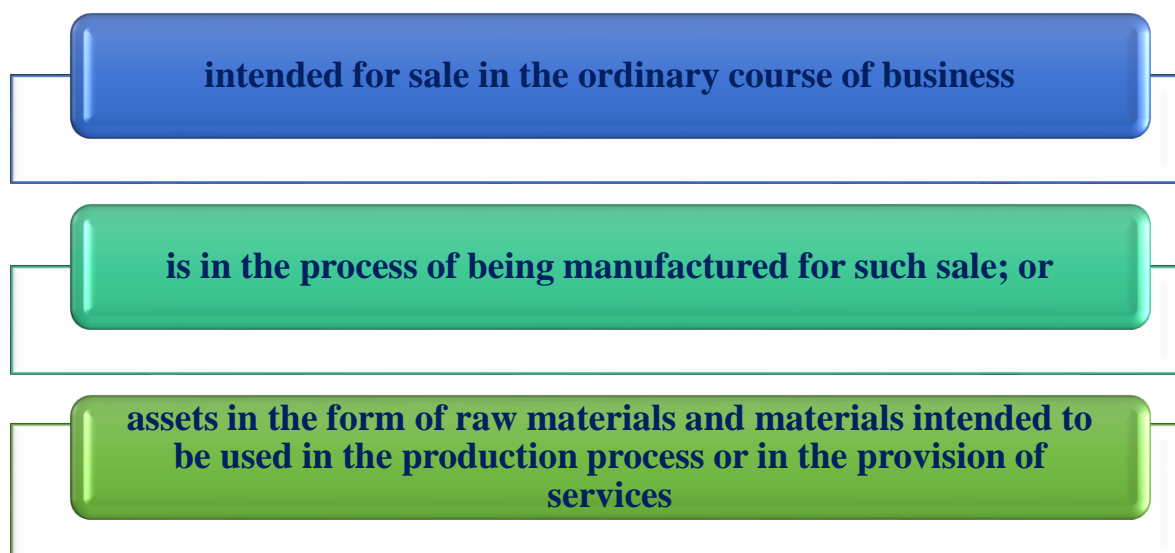 intended for sale in the ordinary course of business
is in the process of being manufactured for such sale; or
assets in the form of raw materials and materials intended to
be used in the production process or in the provision of
services